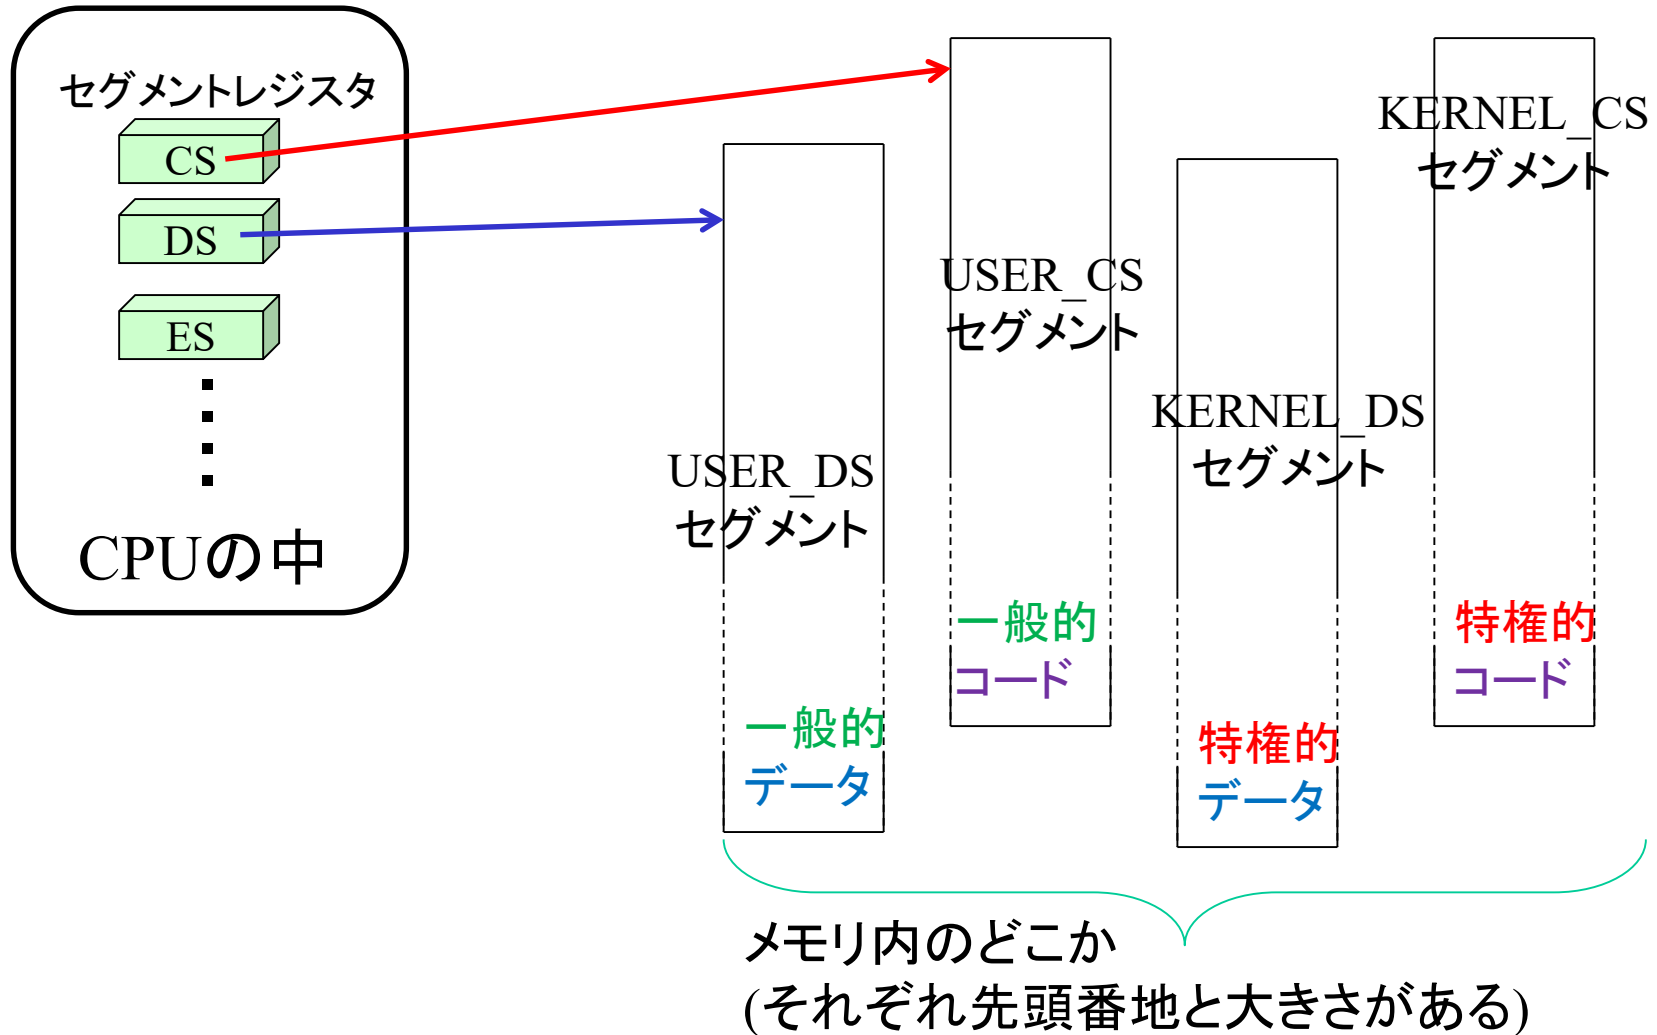 セグメントレジスタ
CS
DS
ES
CPUの中
USER_DS
セグメント
一般的
データ
USER_CS
セグメント
一般的
コード
KERNEL_DS
セグメント
特権的
データ
KERNEL_CS
セグメント
特権的
コード
メモリ内のどこか
(それぞれ先頭番地と大きさがある)